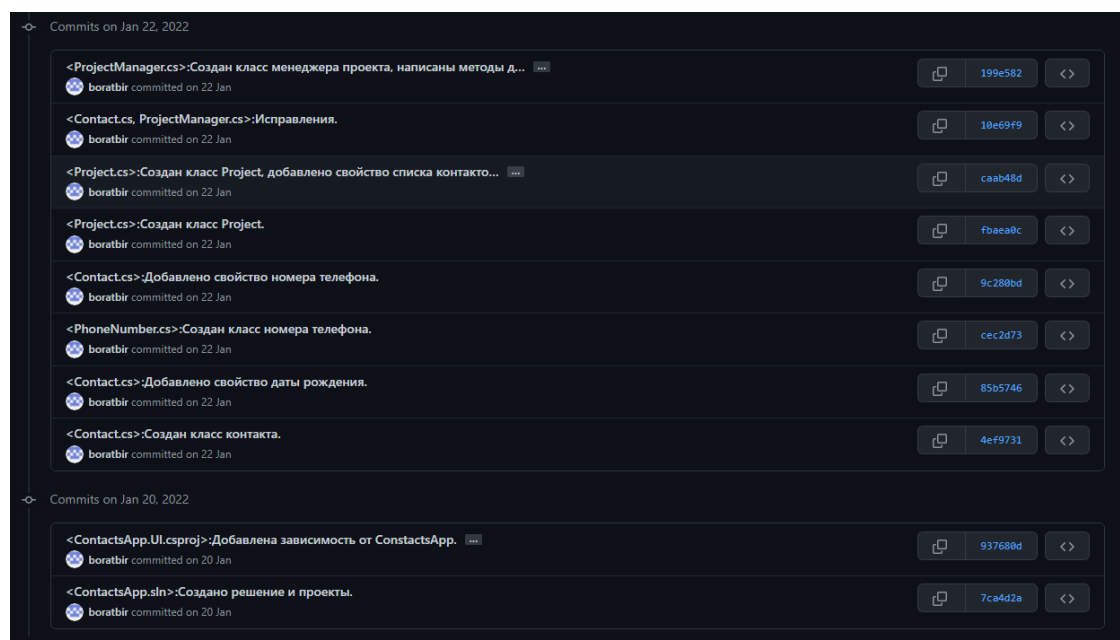 Commits on Jan 22, 2022
<ProjectManager.cs>:Создан класс менеджера проекта, написаны методы д... ...
boratbir committed on 22 Jan
199e582
<Contact.cs, ProjectManager.cs>:Исправления.
boratbir committed on 22 Jan
10e69f9
<Project.cs>:Создан класс Project, добавлено свойство списка контакто... ...
boratbir committed on 22 Jan
caab48d
<Project.cs>:Создан класс Project.
boratbir committed on 22 Jan
fbaea0c
<Contact.cs>:Добавлено свойство номера телефона.
boratbir committed on 22 Jan
9c280bd
<PhoneNumber.cs>:Создан класс номера телефона.
boratbir committed on 22 Jan
cec2d73
<Contact.cs>:Добавлено свойство даты рождения.
boratbir committed on 22 Jan
85b5746
<Contact.cs>:Создан класс контакта.
boratbir committed on 22 Jan
4ef9731
Commits on Jan 20, 2022
<ContactsApp.UI.csproj>:Добавлена зависимость от ConstactsApp. ...
boratbir committed on 20 Jan
937680d
<ContactsApp.sln>:Создано решение и проекты.
boratbir committed on 20 Jan
7ca4d2a